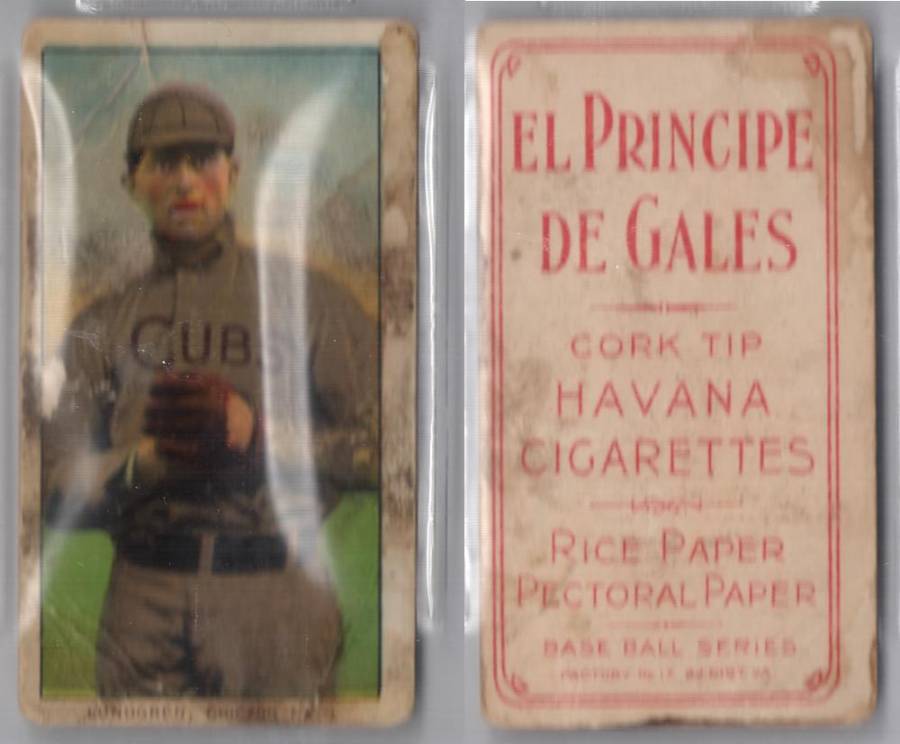 CUBS
LUNDGREN, CHICAGO NAT'L
EL PRINCIPE
DE GALES
CORK TIP
HAVANA
CIGARETTES
RICE PAPER
PECTORAL PAPER
BASE BALL SERIES
FACTORY